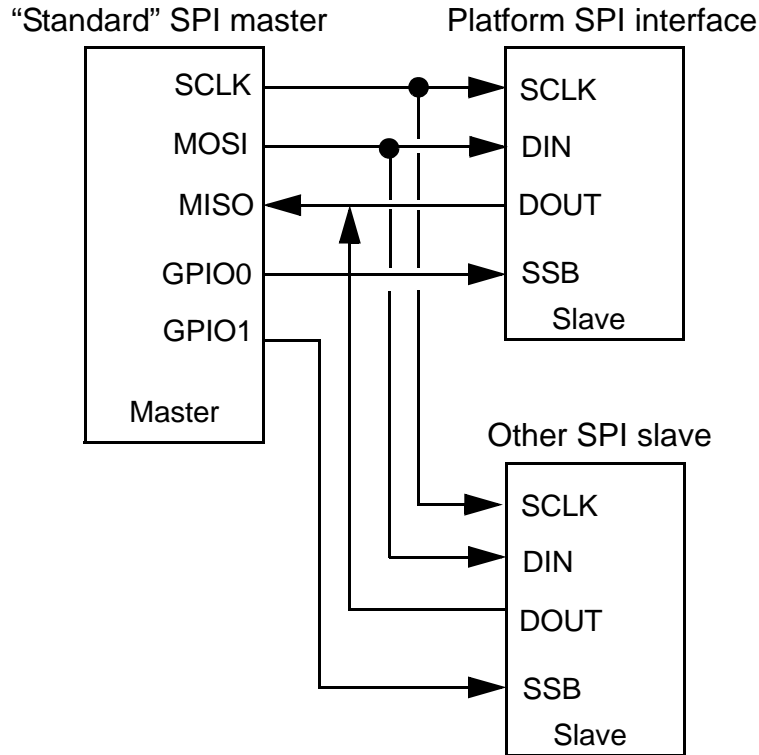 “Standard” SPI master
Platform SPI interface
SCLK
MOSI
MISO
GPIO0
GPIO1
Master
SCLK
DIN
DOUT
SSB
Slave
Other SPI slave
SCLK
DIN
DOUT
SSB
Slave